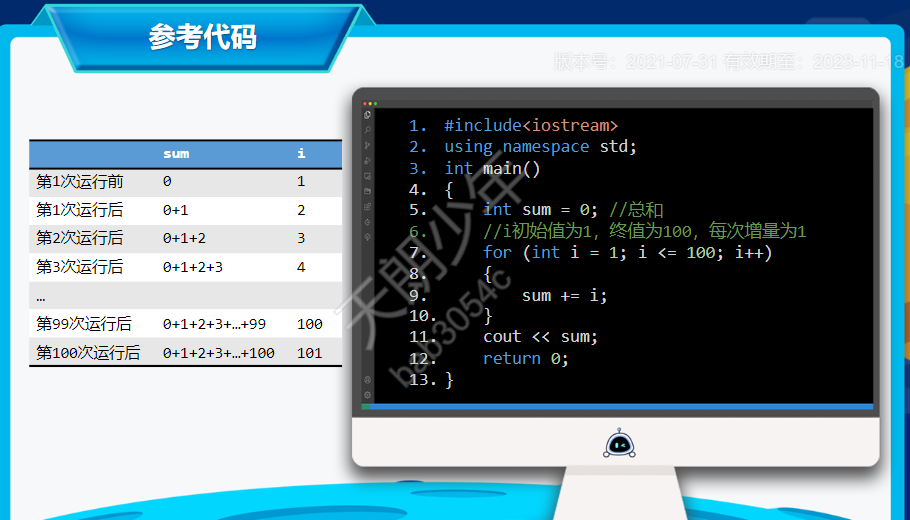 参考代码
版本号：2021-07-31 有效期至：2023-11-18
sum i
第1次运行前 0 1
第1次运行后 0+1 2
第2次运行后 0+1+2 3
第3次运行后 0+1+2+3 4
…
第99次运行后 0+1+2+3+…+99 100
第100次运行后 0+1+2+3+…+100 101
1. #include<iostream>
2. using namespace std;
3. int main()
4. {
5. int sum = 0; //总和
6. //i初始值为1，终值为100，每次增量为1
7. for (int i = 1; i <= 100; i++)
8. {
9. sum += i;
10. }
11. cout << sum;
12. return 0;
13. }
天朗少年
bab3054c